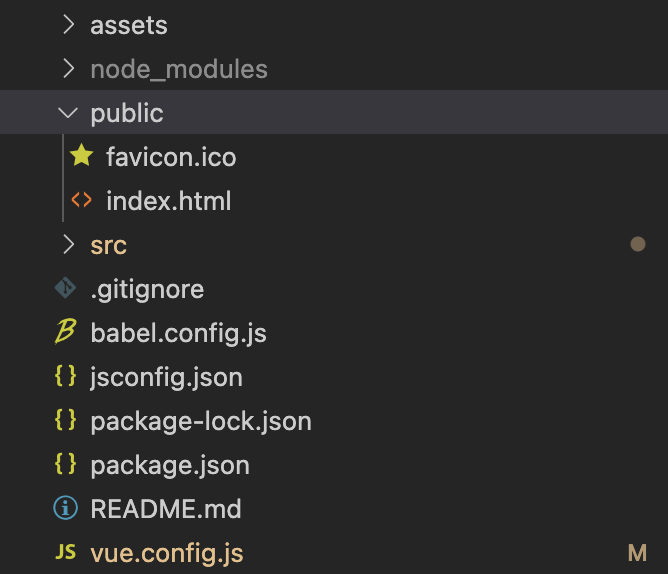 assets
node_modules
public
favicon.ico
index.html
src
.gitignore
babel.config.js
jsconfig.json
package-lock.json
package.json
README.md
JS vue.config.js M